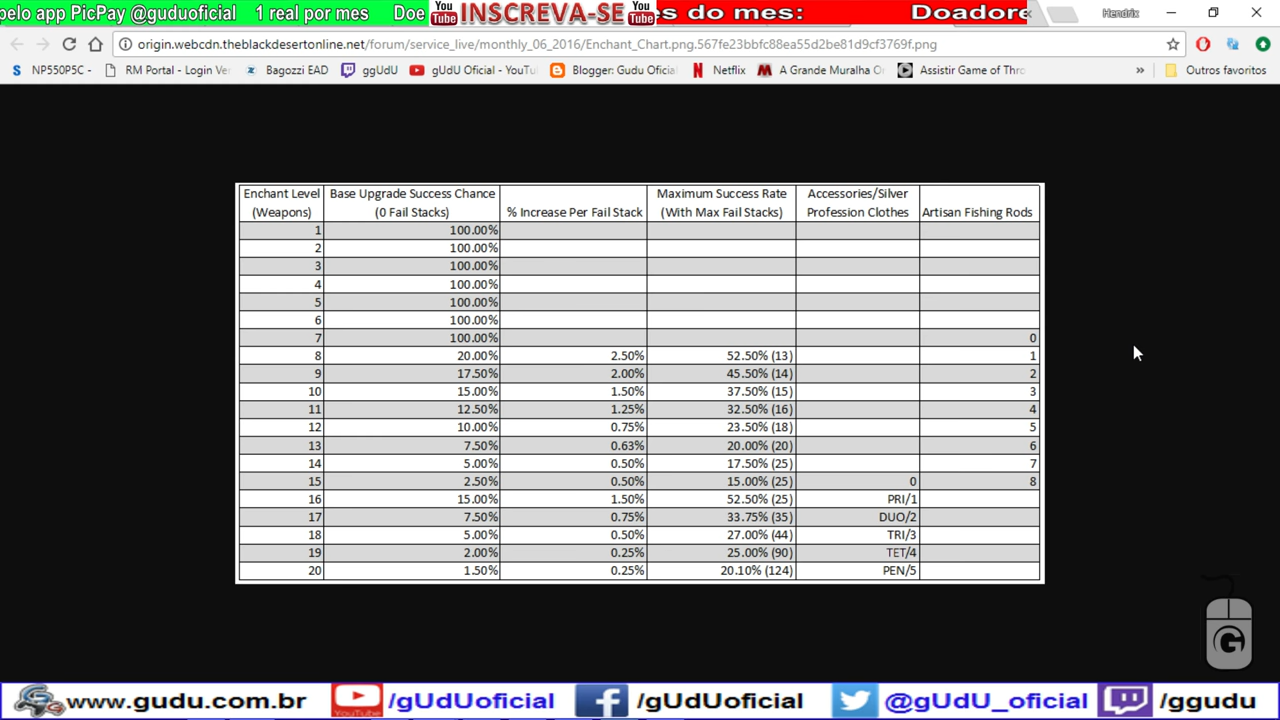 pelo app PicPay @guduoficial 1 real por mes Doe You Tube INSCREVA-SE You Tube es do mes: Doadore
Hendrix
origin.webcdn.theblackdesertonline.net/forum/service_live/monthly_06_2016/Enchant_Chart.png.567fe23bbfc88ea55d2be81d9cf3769f.png
NP550P5C - RM Portal - Login Ve Bagozzi EAD ggUdU gUdU Oficial - YouTu Blogger: Gudu Oficia Netflix A Grande Muralha O Assistir Game of Thro » Outros favoritos
Enchant Level Base Upgrade Success Chance Maximum Success Rate Accessories/Silver
(Weapons) (0 Fail Stacks) % Increase Per Fail Stack (With Max Fail Stacks) Profession Clothes Artisan Fishing Rods
1 100.00%
2 100.00%
3 100.00%
4 100.00%
5 100.00%
6 100.00%
7 100.00% 0
8 20.00% 2.50% 52.50% (13) 1
9 17.50% 2.00% 45.50% (14) 2
10 15.00% 1.50% 37.50% (15) 3
11 12.50% 1.25% 32.50% (16) 4
12 10.00% 0.75% 23.50% (18) 5
13 7.50% 0.63% 20.00% (20) 6
14 5.00% 0.50% 17.50% (25) 7
15 2.50% 0.50% 15.00% (25) 0 8
16 15.00% 1.50% 52.50% (25) PRI/1
17 7.50% 0.75% 33.75% (35) DUO/2
18 5.00% 0.50% 27.00% (44) TRI/3
19 2.00% 0.25% 25.00% (90) TET/4
20 1.50% 0.25% 20.10% (124) PEN/5
www.gudu.com.br YouTube /gUdUoficial /gUdUoficial @gUdU_oficial /ggudu